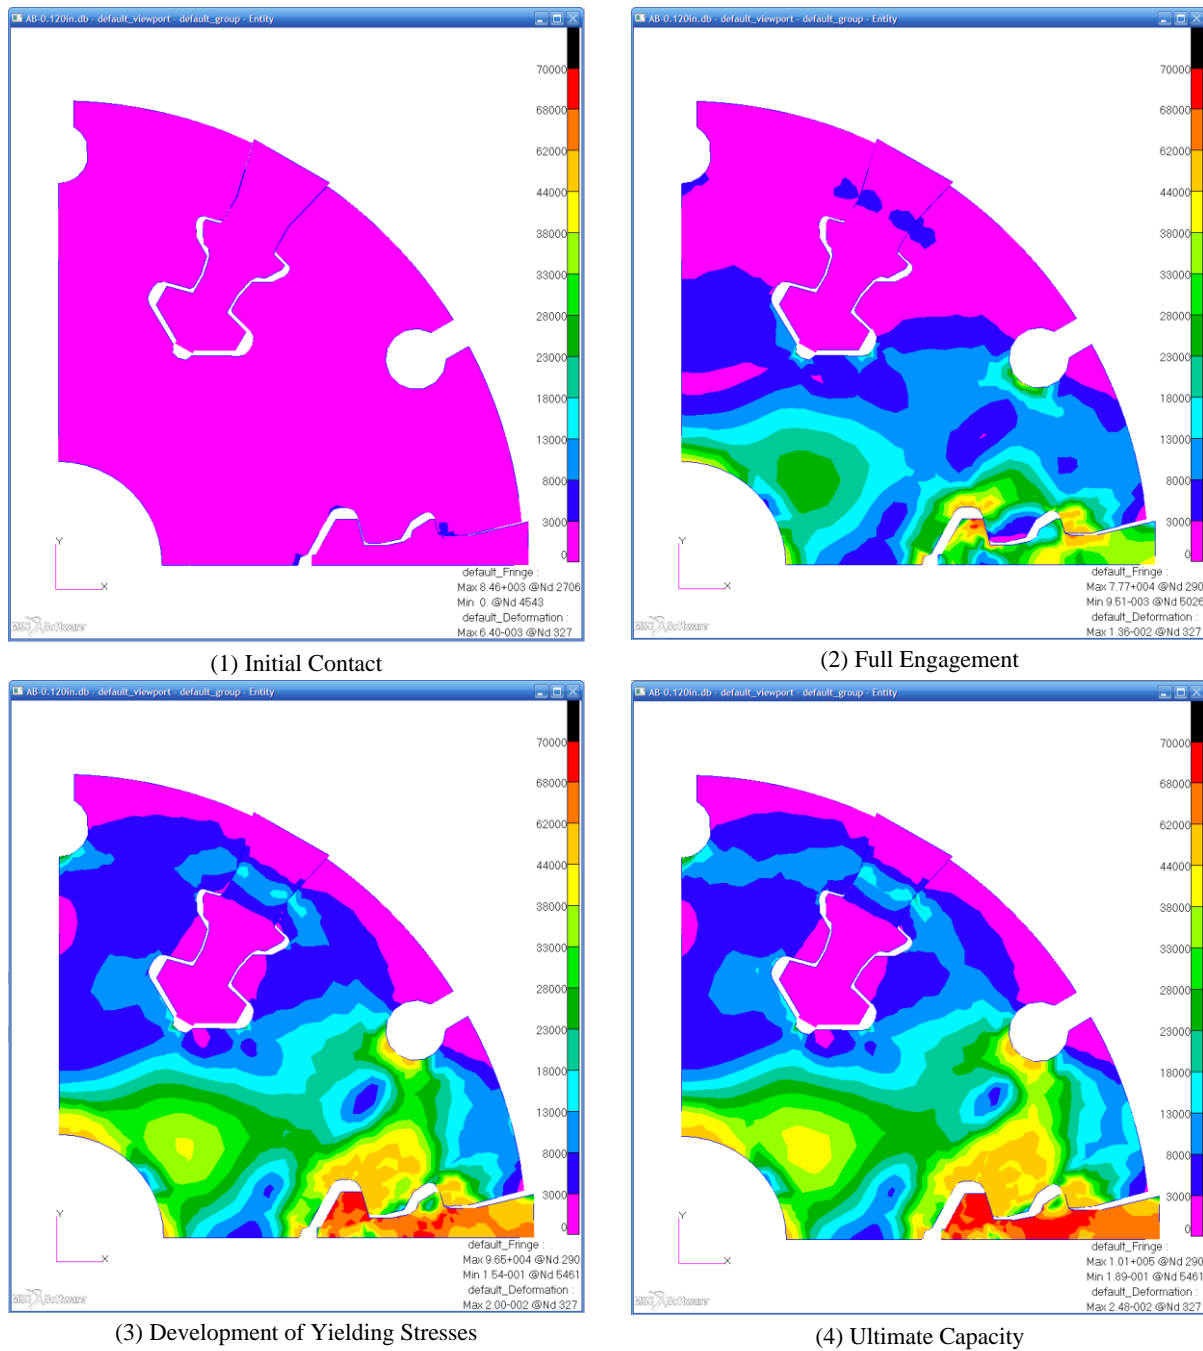 AB-0.120in.db - default_viewport - default_group - Entity
70000
68000
62000
44000
38000
33000
28000
23000
18000
13000
8000
3000
0
Y
X
default_Fringe :
Max 8.46+003 @Nd 2706
Min 0. @Nd 4543
default_Deformation :
Max 6.40-003 @Nd 327
MSC Software
(1) Initial Contact
AB-0.120in.db - default_viewport - default_group - Entity
70000
68000
62000
44000
38000
33000
28000
23000
18000
13000
8000
3000
0
Y
X
default_Fringe :
Max 7.77+004 @Nd 290
Min 9.51-003 @Nd 5026
default_Deformation :
Max 1.36-002 @Nd 327
MSC Software
(2) Full Engagement
AB-0.120in.db - default_viewport - default_group - Entity
70000
68000
62000
44000
38000
33000
28000
23000
18000
13000
8000
3000
0
Y
X
default_Fringe :
Max 9.65+004 @Nd 290
Min 1.54-001 @Nd 5461
default_Deformation :
Max 2.00-002 @Nd 327
MSC Software
(3) Development of Yielding Stresses
AB-0.120in.db - default_viewport - default_group - Entity
70000
68000
62000
44000
38000
33000
28000
23000
18000
13000
8000
3000
0
Y
X
default_Fringe :
Max 1.01+005 @Nd 290
Min 1.89-001 @Nd 5461
default_Deformation :
Max 2.48-002 @Nd 327
MSC Software
(4) Ultimate Capacity